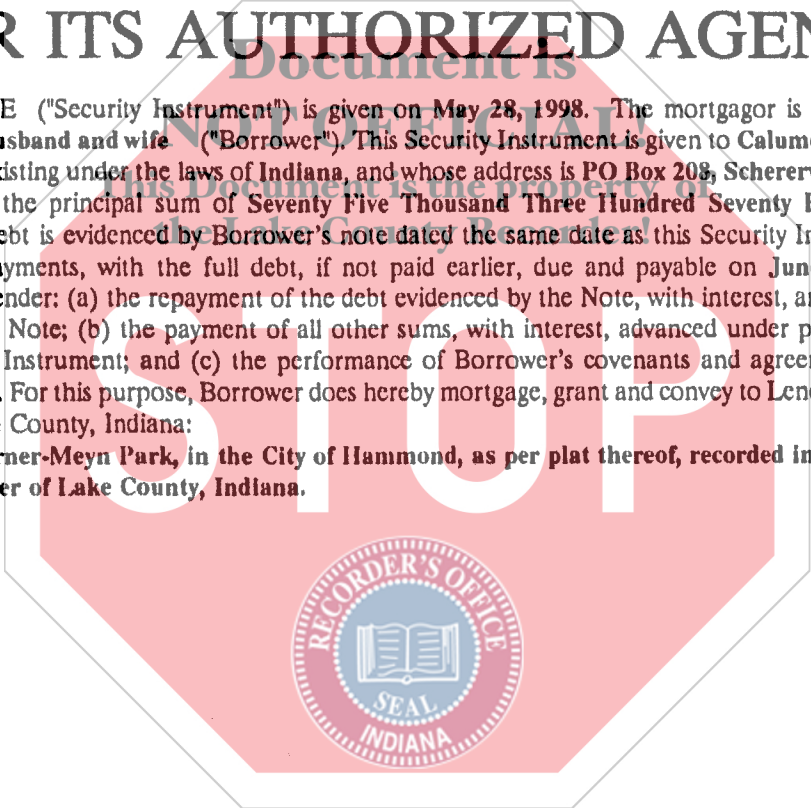 R ITS AUTHORIZED AGEN
Document is
E ("Security Instrument") is given on May 28, 1998. The mortgagor is
NOT OFFICIAL!
usband and wife ("Borrower"). This Security Instrument is given to Calum
isting under the laws of Indiana, and whose address is PO Box 208, Scherer
This Document is the property of
the principal sum of Seventy Five Thousand Three Hundred Seventy
the Lake County Recorder!
ebt is evidenced by Borrower's note dated the same date as this Security In
yments, with the full debt, if not paid earlier, due and payable on Jun
nder: (a) the repayment of the debt evidenced by the Note, with interest, a
Note; (b) the payment of all other sums, with interest, advanced under p
Instrument; and (c) the performance of Borrower's covenants and agree
. For this purpose, Borrower does hereby mortgage, grant and convey to Len
County, Indiana:
rner-Meyn Park, in the City of Hammond, as per plat thereof, recorded in
er of Lake County, Indiana.
STOP
RECORDER'S OFFICE
SEAL
INDIANA